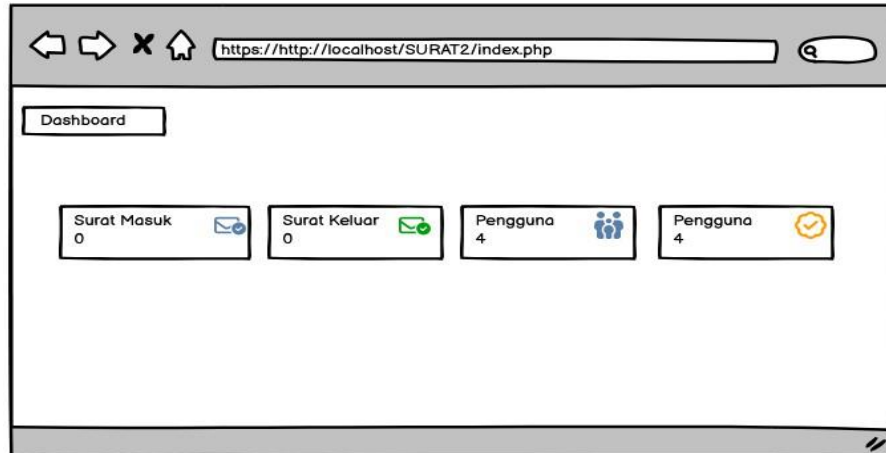 https://http://localhost/SURAT2/index.php
Dashboard
Surat Masuk
0
Surat Keluar
0
Pengguna
4
Pengguna
4